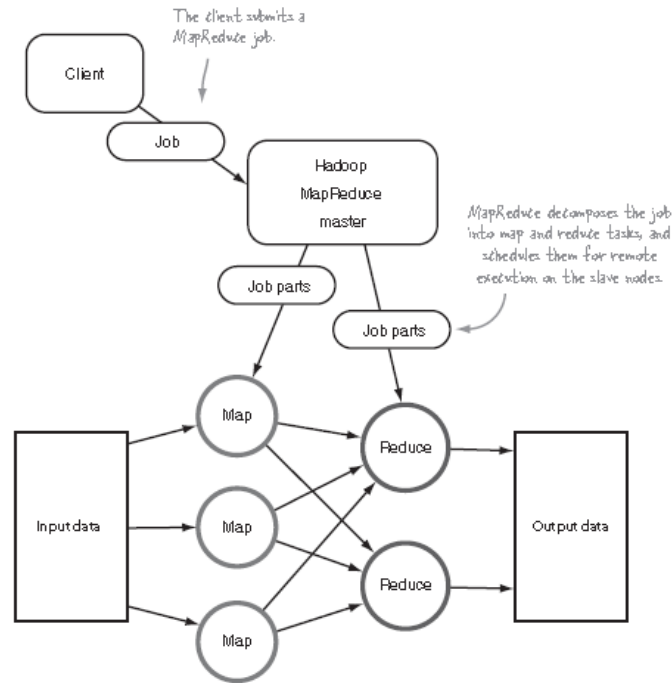 The client submits a
MapReduce job.
Client
Job
Hadoop
MapReduce
master
MapReduce decomposes the job
into map and reduce tasks, and
schedules them for remote
execution on the slave nodes
Job parts
Job parts
Map
Reduce
Input data
Map
Output data
Reduce
Map